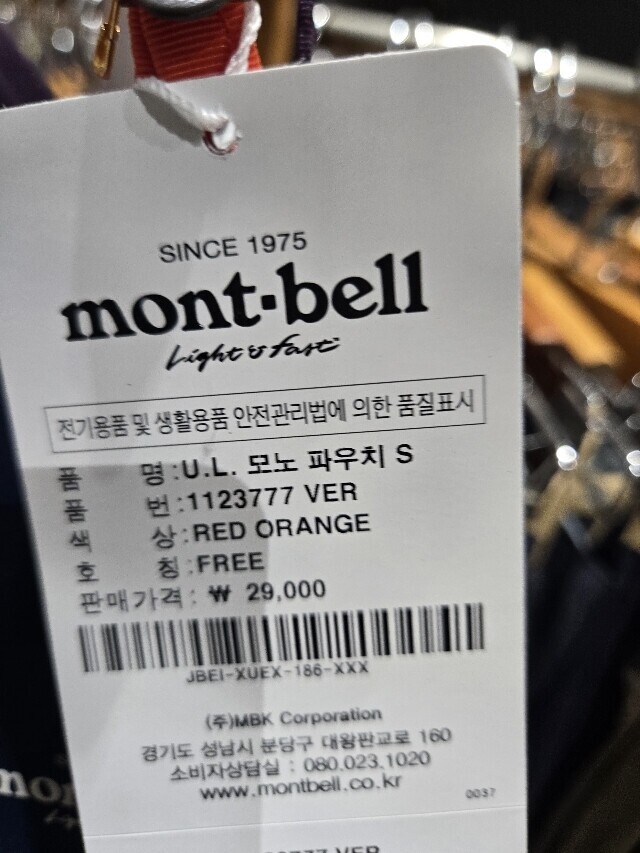 SINCE 1975
mont-bell
Light & Fast
전기용품 및 생활용품 안전관리법에 의한 품질표시
품 명 : U.L. 모노 파우치 S
품 번 : 1123777 VER
색 상 : RED ORANGE
호 칭 : FREE
판매가격 : ₩ 29,000
JBEI-XUEX-186-XXX
(주)MBK Corporation
경기도 성남시 분당구 대왕판교로 160
소비자상담실 : 080.023.1020
www.montbell.co.kr
0037